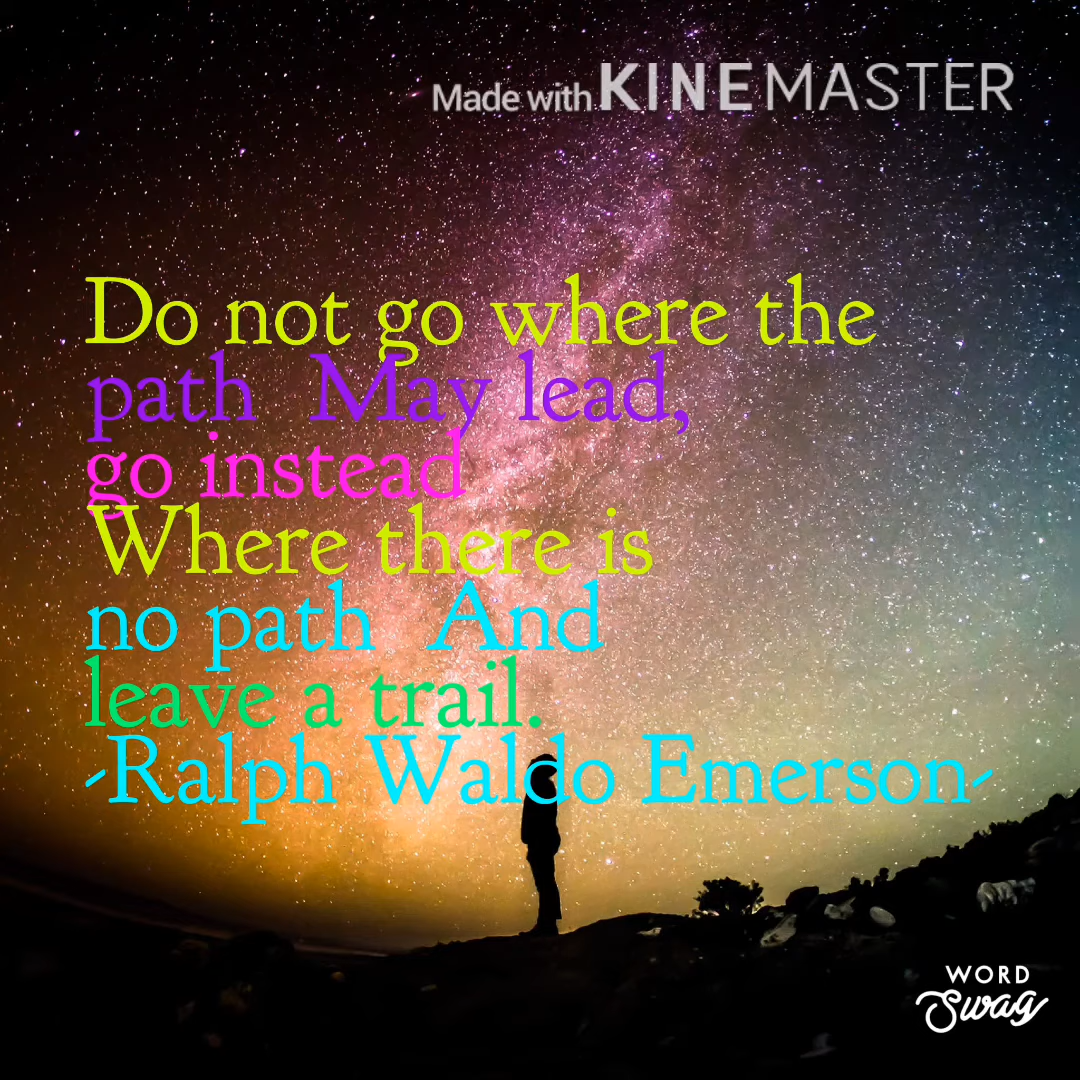 Made with KINEMASTER
Do not go where the
path May lead,
go instead
Where there is
no path And
leave a trail.
-Ralph Waldo Emerson-
WORD
Swag